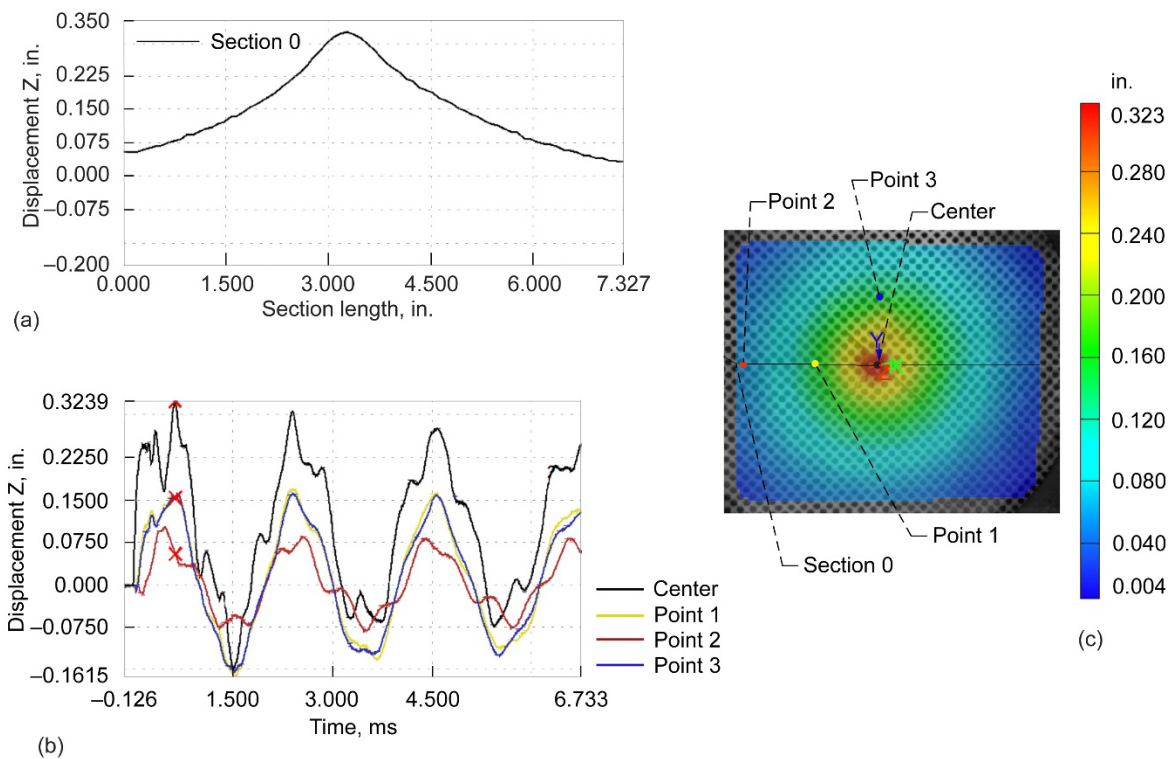 0.350
Section 0
0.225
0.150
0.075
0.000
−0.075
−0.200
0.000 1.500 3.000 4.500 6.000 7.327
Displacement Z, in.
Section length, in.
(a)
0.3239
0.2250
0.1500
0.0750
0.000
−0.0750
−0.1615
−0.126 1.500 3.000 4.500 6.733
Displacement Z, in.
Time, ms
Center
Point 1
Point 2
Point 3
(b)
Point 3
Point 2
Center
Y
X
Z
Point 1
Section 0
in.
0.323
0.280
0.240
0.200
0.160
0.120
0.080
0.040
0.004
(c)